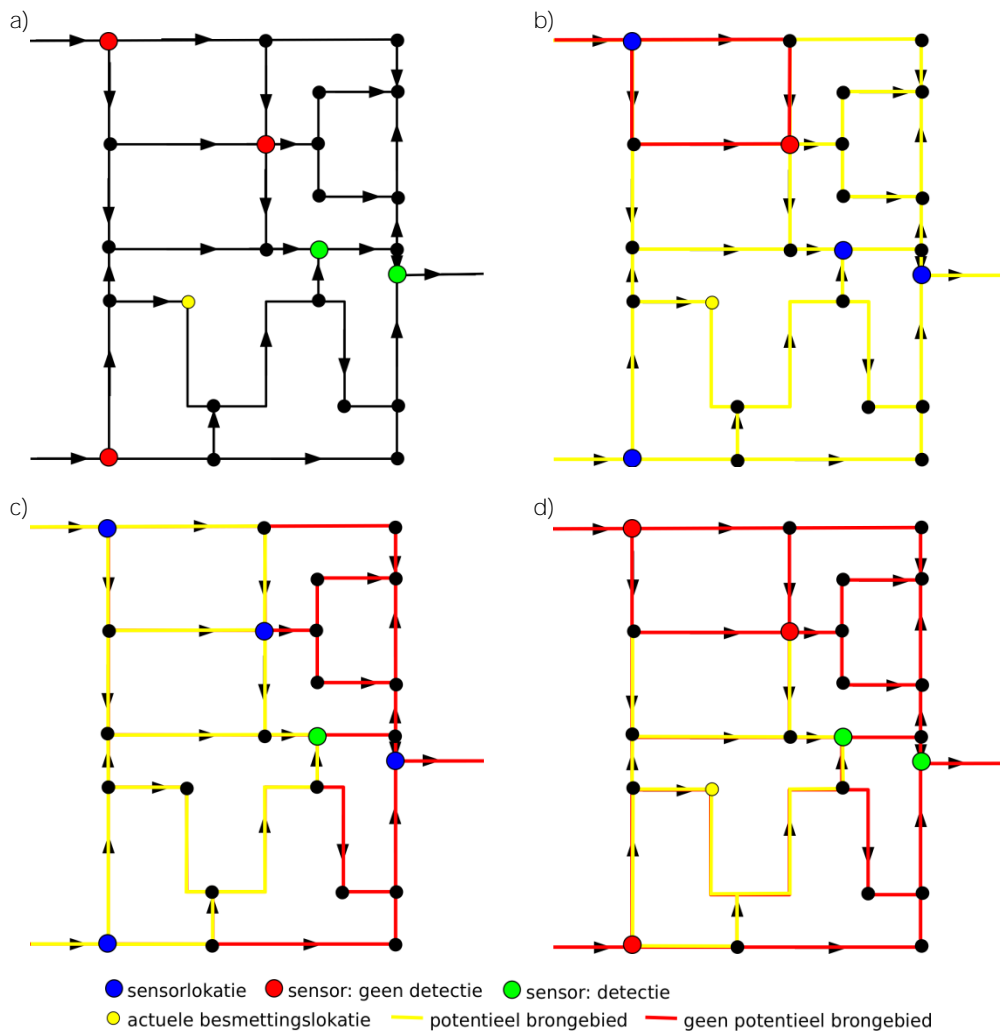 a)
b)
c)
d)
sensorlokatie sensor: geen detectie sensor: detectie
actuele besmettingslokatie potentieel brongebied geen potentieel brongebied